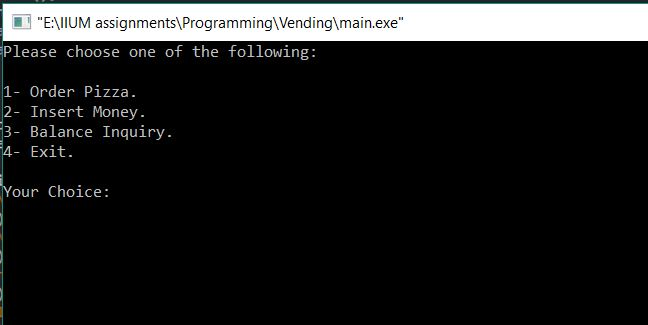 "E:\IIUM assignments\Programming\Vending\main.exe"
Please choose one of the following:
1- Order Pizza.
2- Insert Money.
3- Balance Inquiry.
4- Exit.
Your Choice: